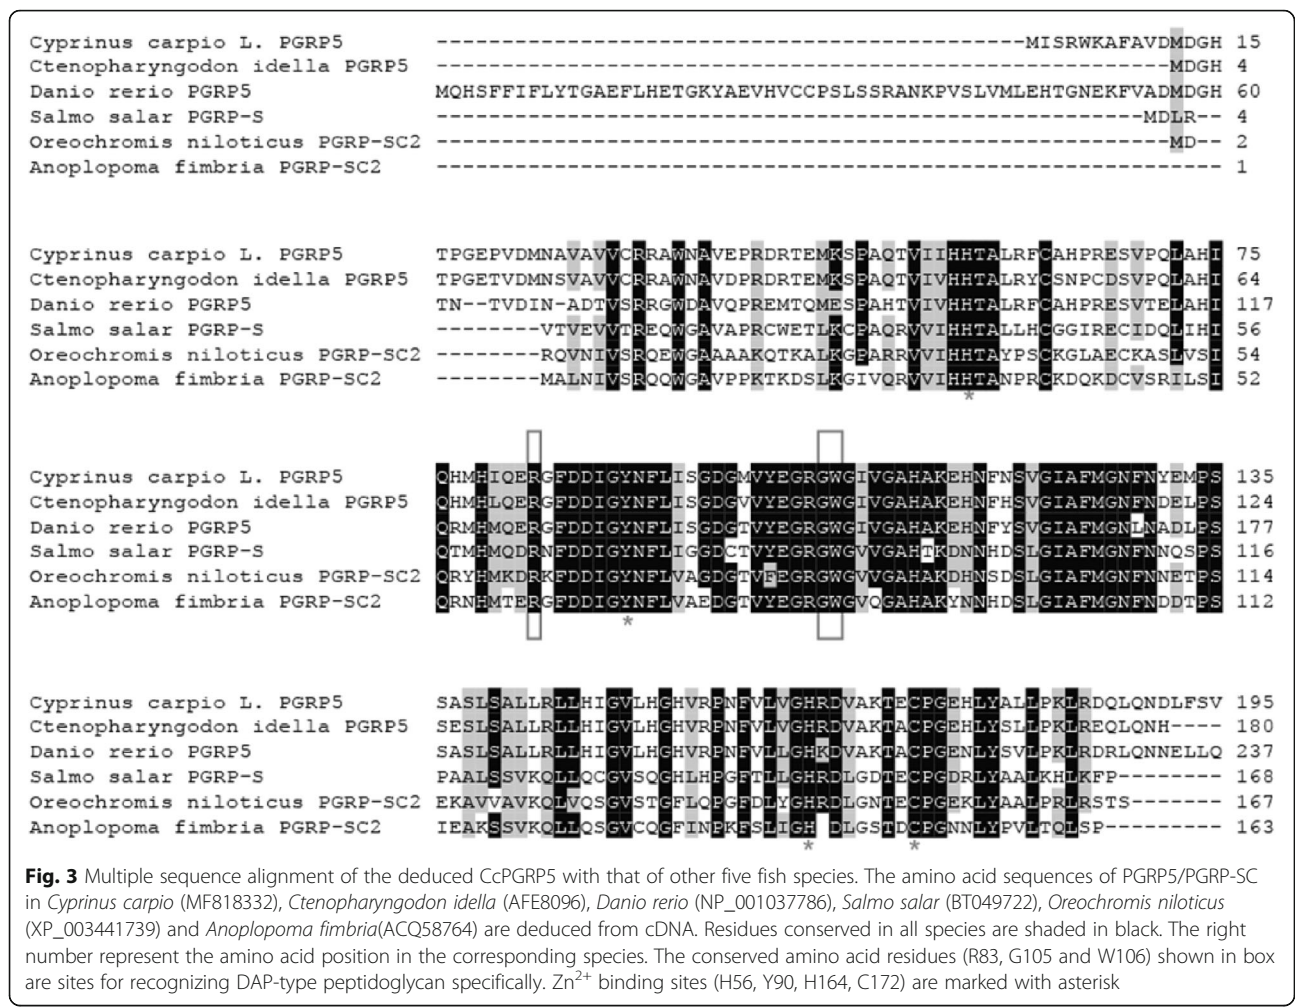 Cyprinus carpio L. PGRP5 ---------------------------------------------MISRWKAFAVDMDGH 15
Ctenopharyngodon idella PGRP5 --------------------------------------------------------MDGH 4
Danio rerio PGRP5 MQHSFFIFLYTGAEFLHETGKYAEVHVCCPSLSSRANKPVSLVMLEHTGNEKFVADMDGH 60
Salmo salar PGRP-S ------------------------------------------------------MDLR-- 4
Oreochromis niloticus PGRP-SC2 --------------------------------------------------------MD-- 2
Anoplopoma fimbria PGRP-SC2 ------------------------------------------------------------ 1
Cyprinus carpio L. PGRP5 TPGEPVDMNAVAVVCRRAWNAVEPRDRTEMKSPAQTVIIHHTALRFCAHPRESVPQLAHI 75
Ctenopharyngodon idella PGRP5 TPGETVDMNSVAVVCRRAWNAVDPRDRTEMKSPAQTVIVHHTALRYCSNPCDSVPQLAHI 64
Danio rerio PGRP5 TN--TVDIN-ADTVSRRGWDAVQPREMTQMESPAHTVIVHHTALRFCAHPRESVTELAHI 117
Salmo salar PGRP-S --------VTVEVVTREQWGAVAPRCWETLKCPAQRVVIHHTALLHCGGIRECIDQLIHI 56
Oreochromis niloticus PGRP-SC2 --------RQVNIVSRQEWGAAAAKQTKALKGPARRVVIHHTAYPSCKGLAECKASLVSI 54
Anoplopoma fimbria PGRP-SC2 --------MALNIVSRQQWGAVPPKTKDSLKGIVQRVVIHHTANPRCKDQKDCVSRILSI 52
*
Cyprinus carpio L. PGRP5 QHMHIQERGFDDIGYNFLISGDGMVYEGRGWGIVGAHAKEHNFNSVGIAFMGNFNYEMPS 135
Ctenopharyngodon idella PGRP5 QHMHLQERGFDDIGYNFLISGDGVVYEGRGWGIVGAHAKEHNFHSVGIAFMGNFNDELPS 124
Danio rerio PGRP5 QRMHMQERGFDDIGYNFLISGDGTVYEGRGWGIVGAHAKEHNFYSVGIAFMGNLNADLPS 177
Salmo salar PGRP-S QTMHMQDRNFDDIGYNFLIGGDCTVYEGRGWGVVGAHTKDNNHDSLGIAFMGNFNNQSPS 116
Oreochromis niloticus PGRP-SC2 QRYHMKDRKFDDIGYNFLVAGDGTVFEGRGWGVVGAHAKDHNSDSLGIAFMGNFNNETPS 114
Anoplopoma fimbria PGRP-SC2 QRNHMTERGFDDIGYNFLVAEDGTVYEGRGWGVQGAHAKYNNHDSLGIAFMGNFNDDTPS 112
*
Cyprinus carpio L. PGRP5 SASLSALLRLLHIGVLHGHVRPNFVLVGHRDVAKTECPGEHLYALLPKLRDQLQNDLFSV 195
Ctenopharyngodon idella PGRP5 SESLSALLRLLHIGVLHGHVRPNFVLVGHRDVAKTECPGEHLYSLLPKLREQLQNH---- 180
Danio rerio PGRP5 SASLSALLRLLHIGVLHGHVRPNFVLLGHKDVAKTACPGENLYSVLPKLRDRLQNNELLQ 237
Salmo salar PGRP-S PAALSSVKQLLQCGVSQGHLHPGFTLLGHRDLGDTECPGDRLYAALKHLKFP-------- 168
Oreochromis niloticus PGRP-SC2 EKAVVAVKQLVQSGVSTGFLQPGFDLYGHRDLGNTECPGEKLYAALPRLRSTS------- 167
Anoplopoma fimbria PGRP-SC2 IEAKSSVKQLLQSGVCQGFINPKFSLIGH DLGSTDCPGNNLYPVLTQLSP--------- 163
* *
Fig. 3 Multiple sequence alignment of the deduced CcPGRP5 with that of other five fish species. The amino acid sequences of PGRP5/PGRP-SC
in Cyprinus carpio (MF818332), Ctenopharyngodon idella (AFE8096), Danio rerio (NP_001037786), Salmo salar (BT049722), Oreochromis niloticus
(XP_003441739) and Anoplopoma fimbria(ACQ58764) are deduced from cDNA. Residues conserved in all species are shaded in black. The right
number represent the amino acid position in the corresponding species. The conserved amino acid residues (R83, G105 and W106) shown in box
are sites for recognizing DAP-type peptidoglycan specifically. Zn2+ binding sites (H56, Y90, H164, C172) are marked with asterisk